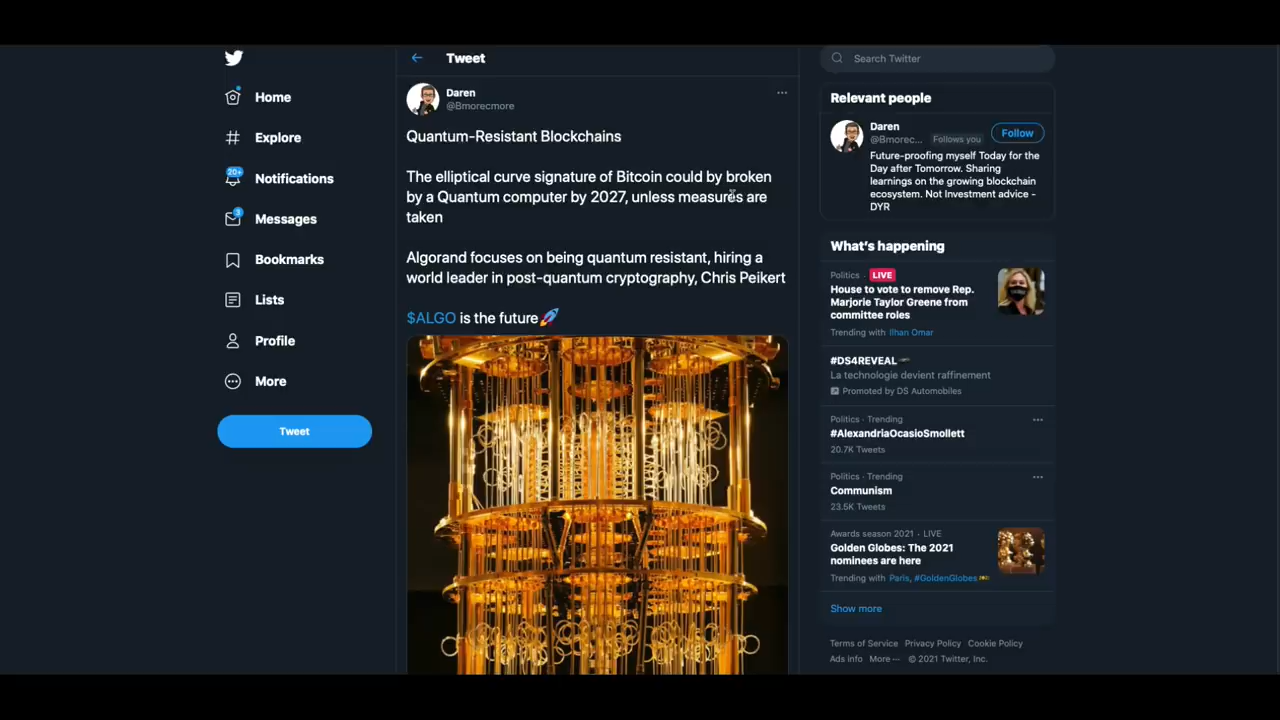 Home
Explore
20+
Notifications
3
Messages
Bookmarks
Lists
Profile
More
Tweet
Tweet
Daren
@Bmorecmore
Quantum-Resistant Blockchains
The elliptical curve signature of Bitcoin could by broken
by a Quantum computer by 2027, unless measures are
taken
Algorand focuses on being quantum resistant, hiring a
world leader in post-quantum cryptography, Chris Peikert
$ALGO is the future🚀
Search Twitter
Relevant people
Daren
@Bmorec... Follows you
Follow
Future-proofing myself Today for the
Day after Tomorrow. Sharing
learnings on the growing blockchain
ecosystem. Not Investment advice -
DYR
What's happening
Politics · LIVE
House to vote to remove Rep.
Marjorie Taylor Greene from
committee roles
Trending with Ilhan Omar
#DS4REVEAL
La technologie devient raffinement
Promoted by DS Automobiles
Politics · Trending
#AlexandriaOcasioSmollett
20.7K Tweets
Politics · Trending
Communism
23.5K Tweets
Awards season 2021 · LIVE
Golden Globes: The 2021
nominees are here
Trending with Paris, #GoldenGlobes
Show more
Terms of Service Privacy Policy Cookie Policy
Ads info More ··· © 2021 Twitter, Inc.